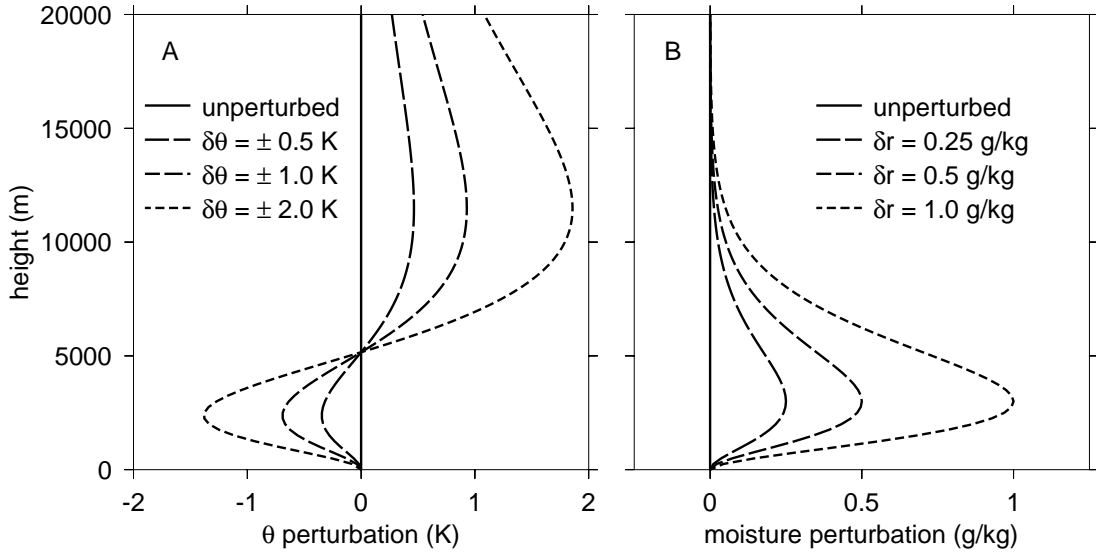 A
unperturbed
δθ = ± 0.5 K
δθ = ± 1.0 K
δθ = ± 2.0 K
20000
15000
10000
5000
0
height (m)
-2
-1
0
1
2
θ perturbation (K)
B
unperturbed
δr = 0.25 g/kg
δr = 0.5 g/kg
δr = 1.0 g/kg
0
0.5
1
moisture perturbation (g/kg)